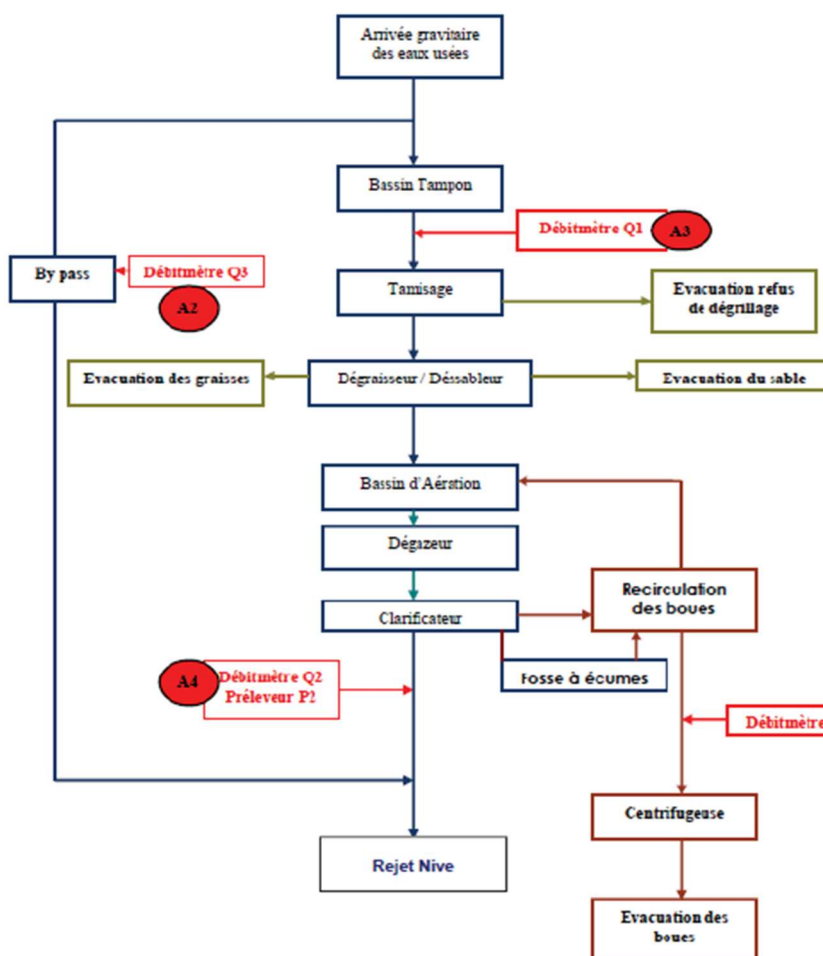 Arrivée gravitaire
des eaux usées
Bassin Tampon
Débitmètre Q1
A3
By pass
Débitmètre Q3
A2
Tamisage
Evacuation refus
de dégrillage
Evacuation des graisses
Dégraisseur / Déssableur
Evacuation du sable
Bassin d'Aération
Dégazeur
Recirculation
des boues
Clarificateur
A4
Débitmètre Q2
Préleveur P2
Fosse à écumes
Débitmètre
Centrifugeuse
Rejet Nive
Evacuation des
boues